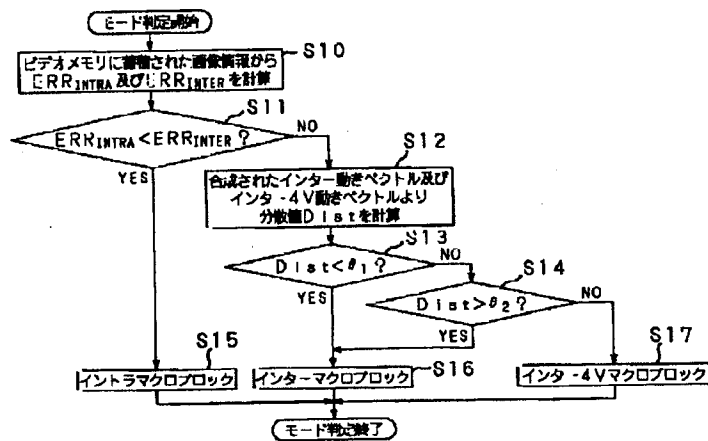 モード判定開始
S10
ビデオメモリに蓄積された画像情報から
ERRINTRA及びERRINTERを計算
S11
ERRINTRA<ERRINTER?
NO
YES
S12
合成されたインター動きベクトル及び
インタ-4V動きベクトルより
分散値Distを計算
S13
Dist<θ1?
NO
YES
S14
Dist>θ2?
NO
YES
S15
イントラマクロブロック
S16
インターマクロブロック
S17
インタ-4Vマクロブロック
モード判定終了